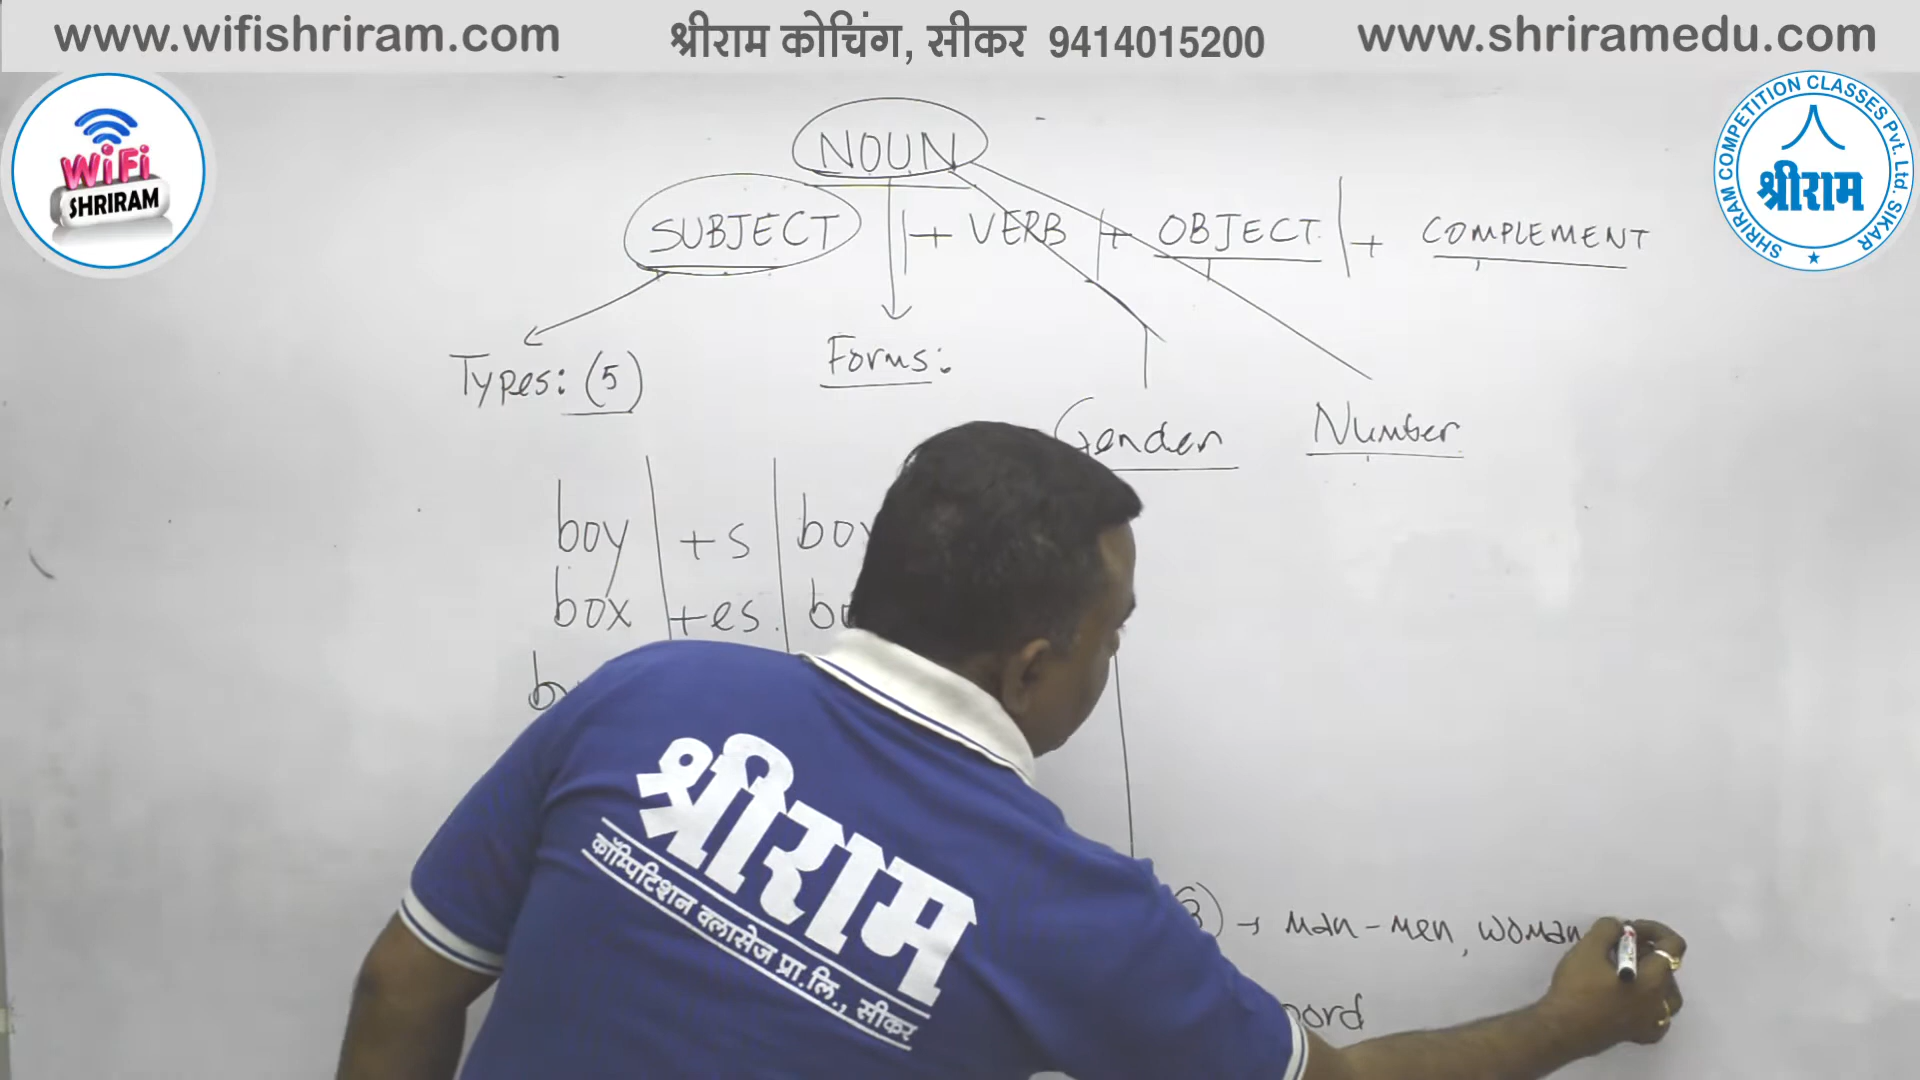 www.wifishriram.com श्रीराम कोचिंग, सीकर 9414015200 www.shriramedu.com
WiFi
SHRIRAM
SHRIRAM COMPETITION CLASSES Pvt. Ltd. SIKAR
श्रीराम
NOUN
SUBJECT + VERB + OBJECT + COMPLEMENT
Types: (5)
Forms:
Gender
Number
boy +s boy
box +es.
3 → man - men, woman
श्रीराम
कॉम्पिटिशन क्लासेज प्रा.लि., सीकर